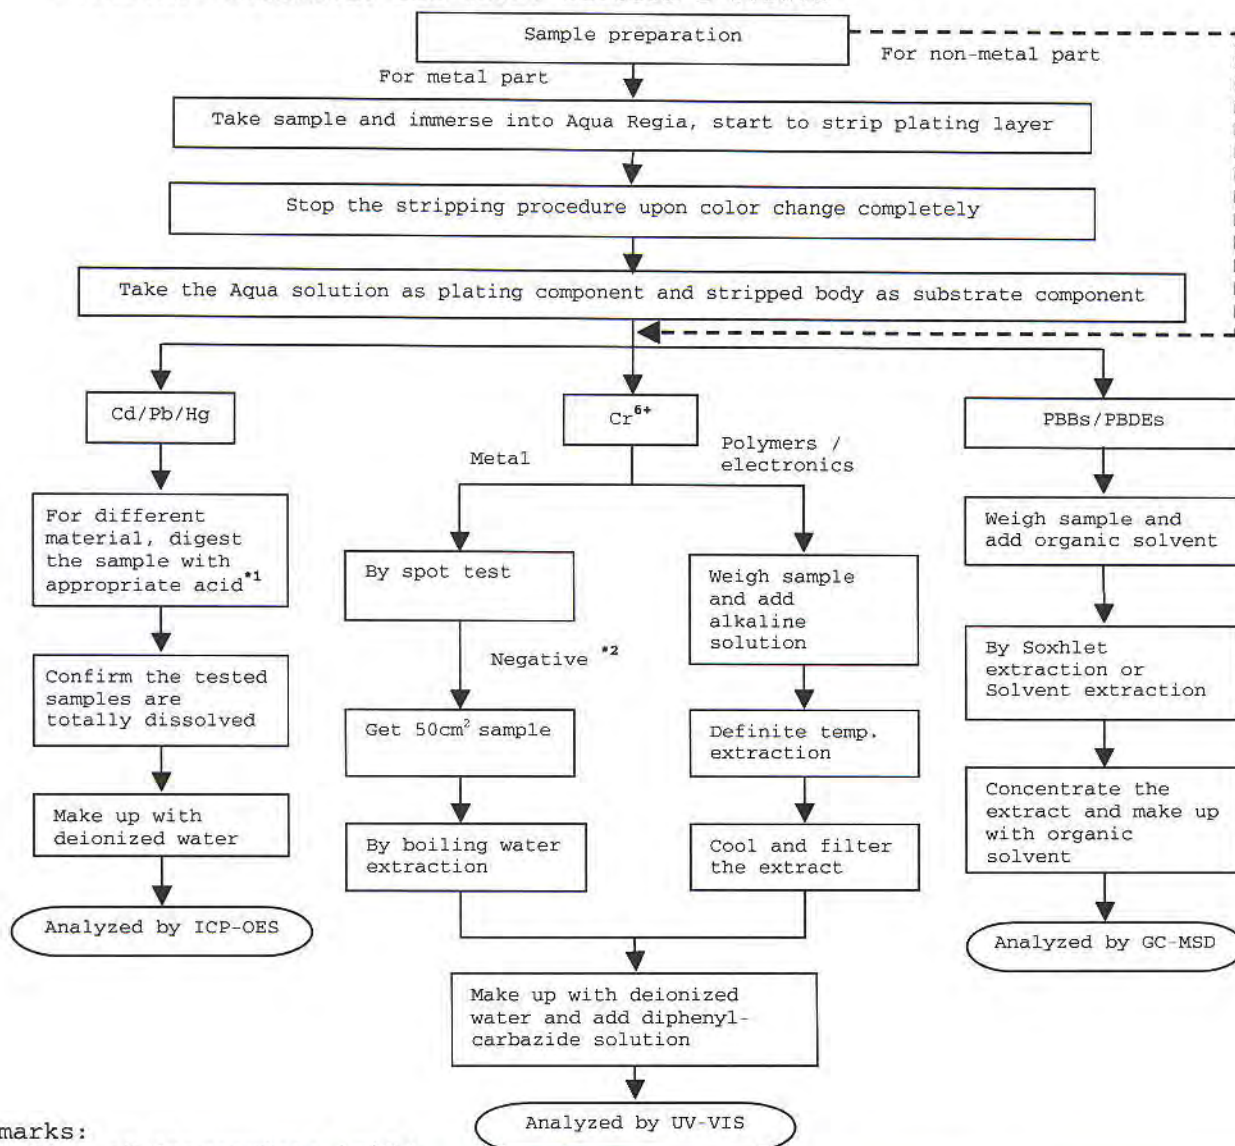 Sample preparation
For non-metal part
For metal part
Take sample and immerse into Aqua Regia, start to strip plating layer
Stop the stripping procedure upon color change completely
Take the Aqua solution as plating component and stripped body as substrate component
Cd/Pb/Hg
For different
material, digest
the sample with
appropriate acid*1
Confirm the tested
samples are
totally dissolved
Make up with
deionized water
Analyzed by ICP-OES
Cr6+
Metal
Polymers /
electronics
By spot test
Negative *2
Get 50cm2 sample
By boiling water
extraction
Weigh sample
and add
alkaline
solution
Definite temp.
extraction
Cool and filter
the extract
Make up with deionized
water and add diphenyl-
carbazide solution
Analyzed by UV-VIS
PBBs/PBDEs
Weigh sample and
add organic solvent
By Soxhlet
extraction or
Solvent extraction
Concentrate the
extract and make up
with organic
solvent
Analyzed by GC-MSD
marks: